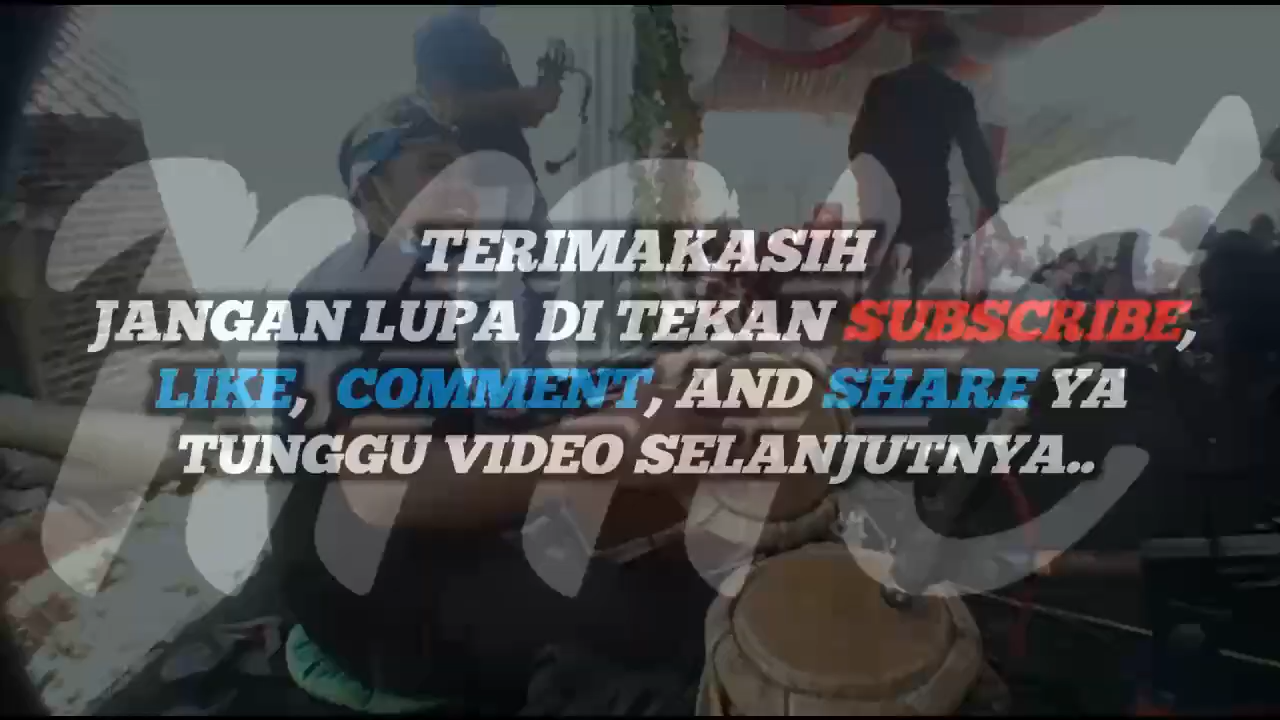 TERIMAKASIH
JANGAN LUPA DI TEKAN SUBSCRIBE,
LIKE, COMMENT, AND SHARE YA
TUNGGU VIDEO SELANJUTNYA..